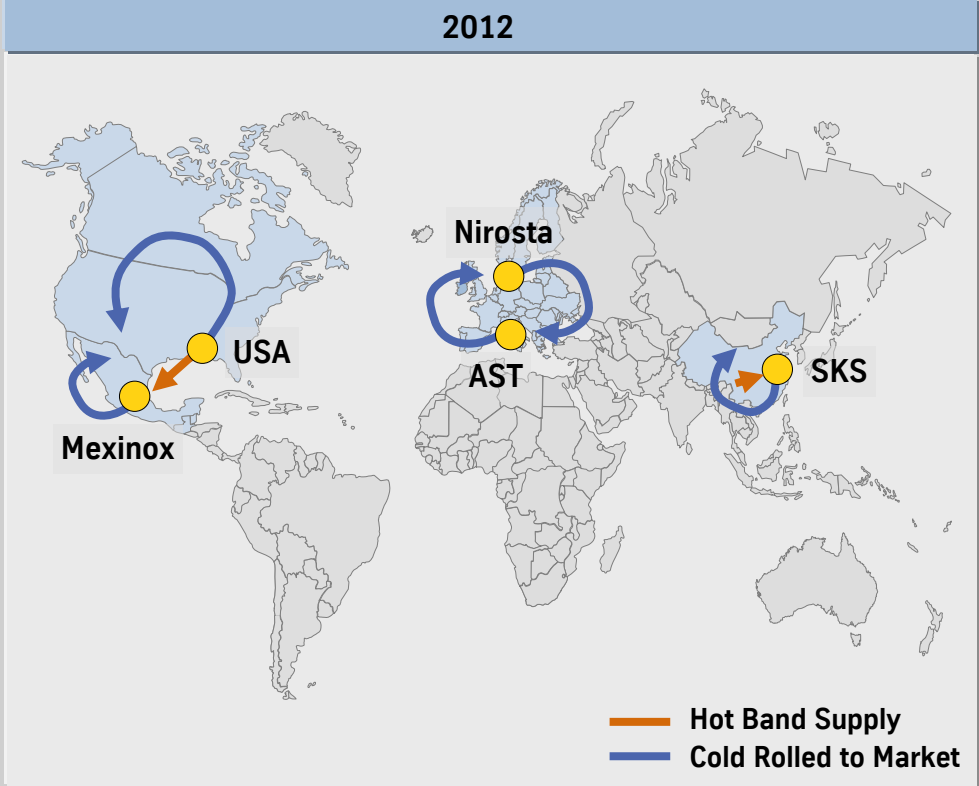 2012
Nirosta
USA
AST
SKS
Mexinox
Hot Band Supply
Cold Rolled to Market